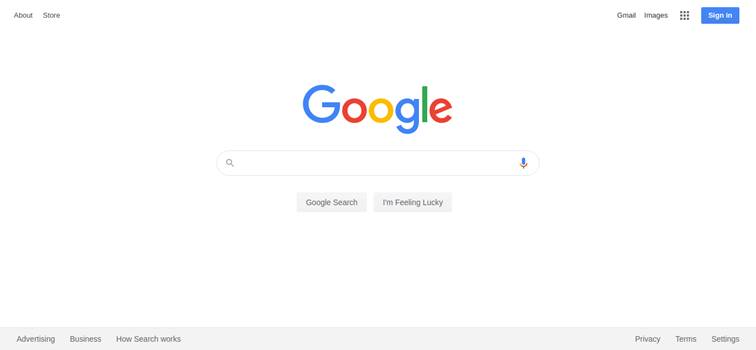 About Store
Gmail Images Sign in
Google
Google Search I'm Feeling Lucky
Advertising Business How Search works
Privacy Terms Settings